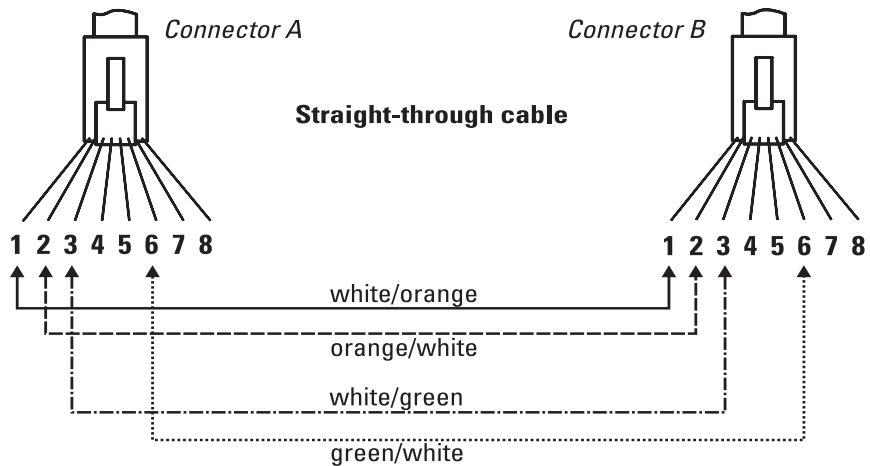 Connector A
Connector B
Straight-through cable
1 2 3 4 5 6 7 8
1 2 3 4 5 6 7 8
white/orange
orange/white
white/green
green/white